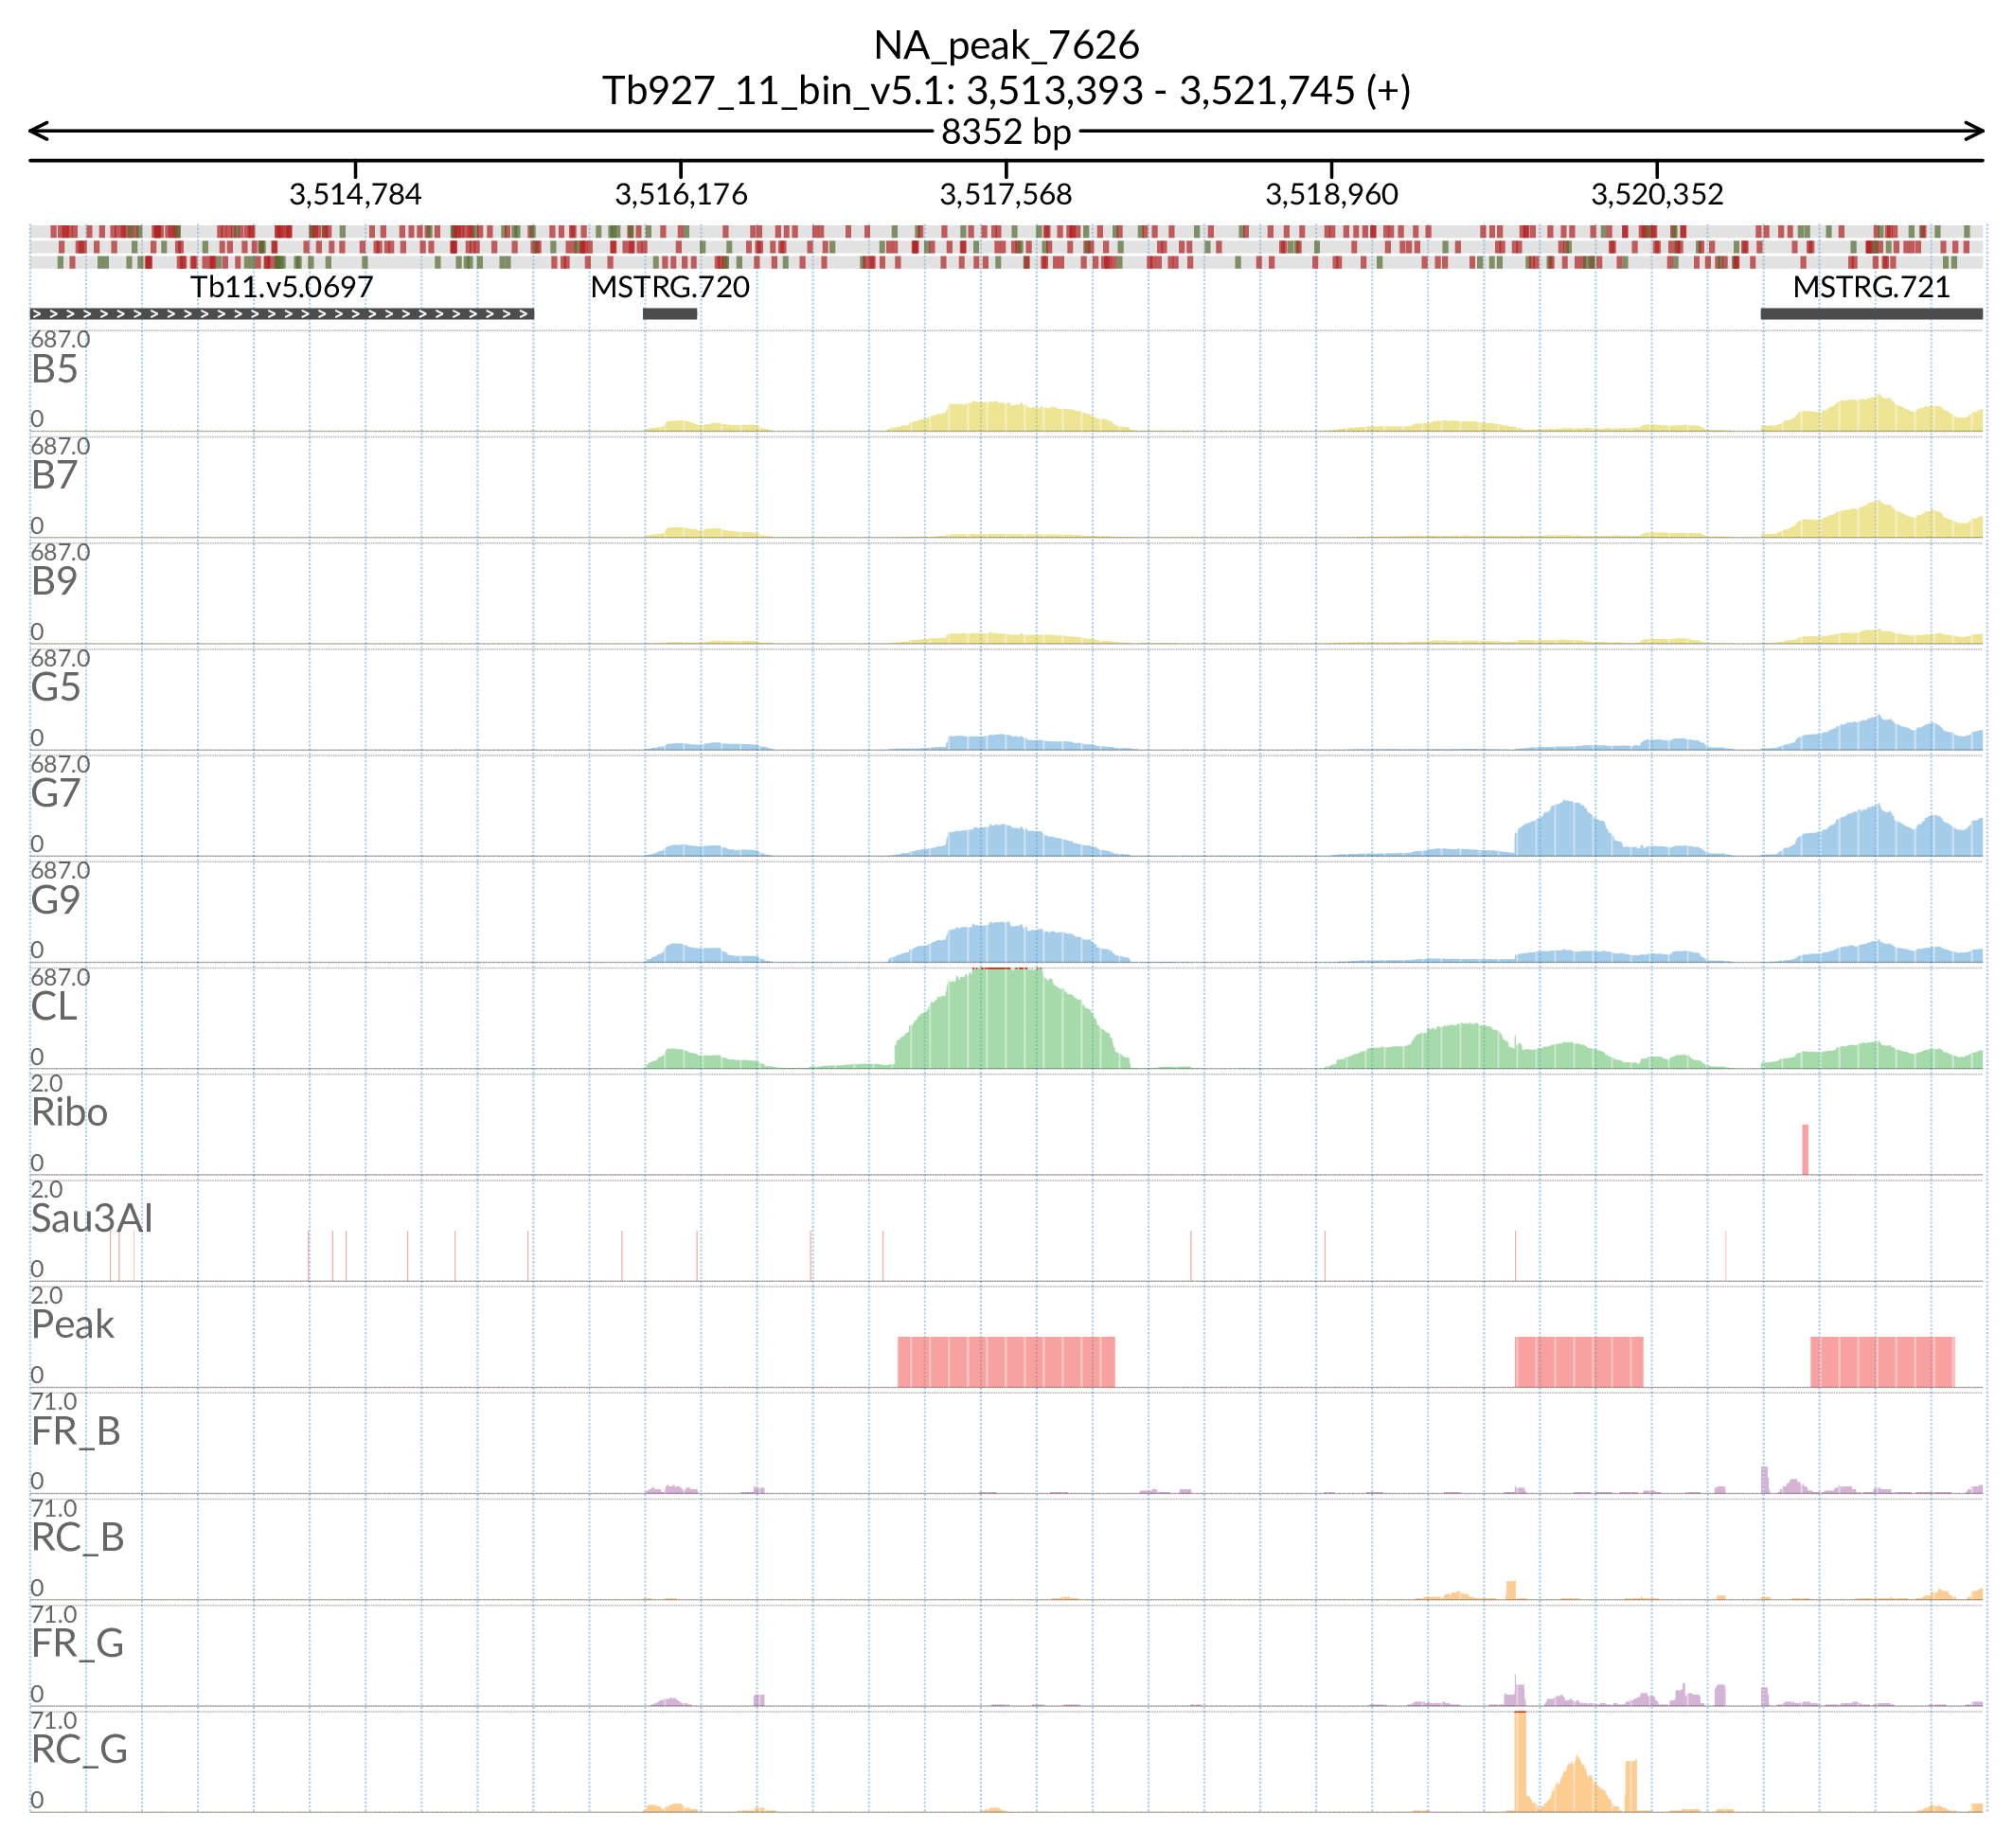 NA_peak_7626
Tb927_11_bin_v5.1: 3,513,393 - 3,521,745 (+)
8352 bp
3,514,784 3,516,176 3,517,568 3,518,960 3,520,352
Tb11.v5.0697 MSTRG.720 MSTRG.721
687.0
B5
0
687.0
B7
0
687.0
B9
0
687.0
G5
0
687.0
G7
0
687.0
G9
0
687.0
CL
0
2.0
Ribo
0
2.0
Sau3AI
0
2.0
Peak
0
71.0
FR_B
0
71.0
RC_B
0
71.0
FR_G
0
71.0
RC_G
0